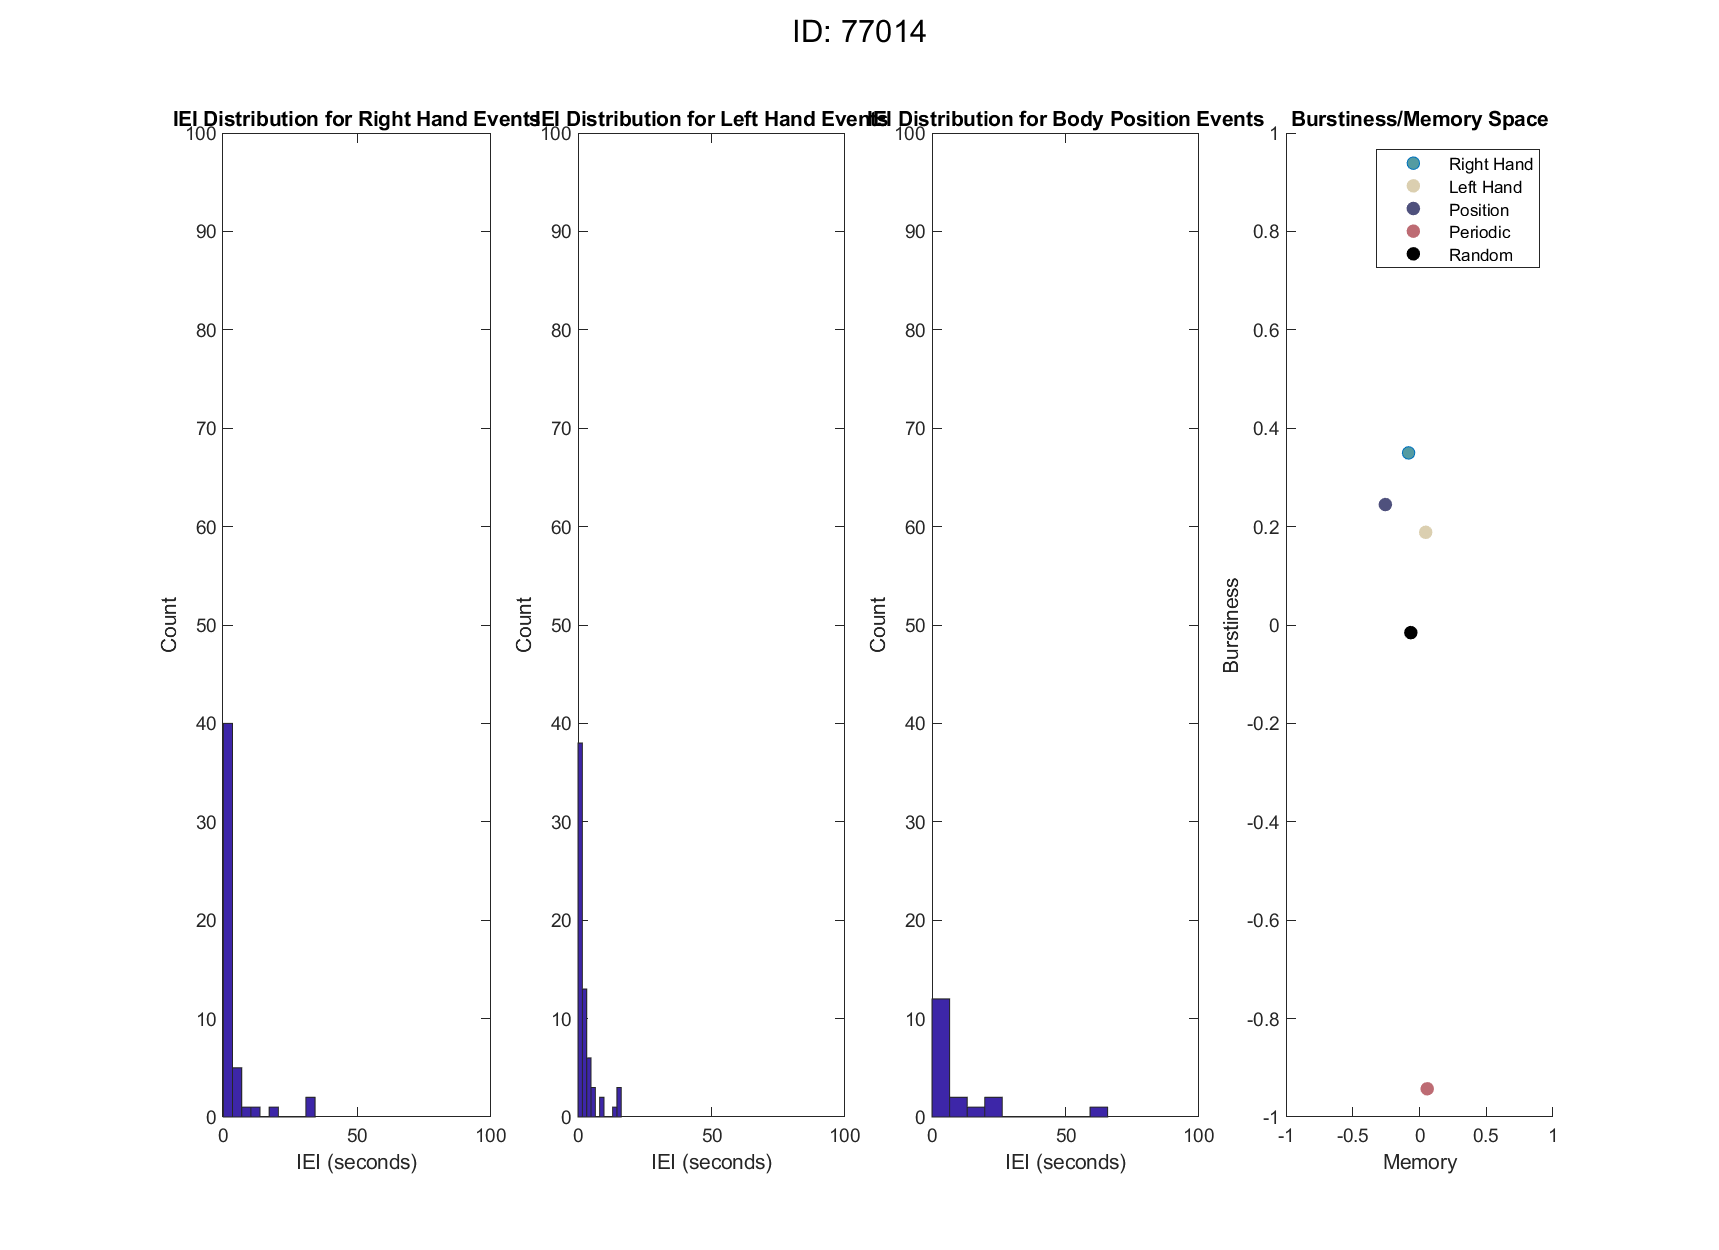 ID: 77014
IEI Distribution for Right Hand Events
100
90
80
70
60
50
40
30
20
10
0
Count
0 50 100
IEI (seconds)
IEI Distribution for Left Hand Events
100
90
80
70
60
50
40
30
20
10
0
Count
0 50 100
IEI (seconds)
IEI Distribution for Body Position Events
100
90
80
70
60
50
40
30
20
10
0
Count
0 50 100
IEI (seconds)
Burstiness/Memory Space
1
0.8
0.6
0.4
0.2
0
-0.2
-0.4
-0.6
-0.8
-1
Burstiness
-1 -0.5 0 0.5 1
Memory
Right Hand
Left Hand
Position
Periodic
Random